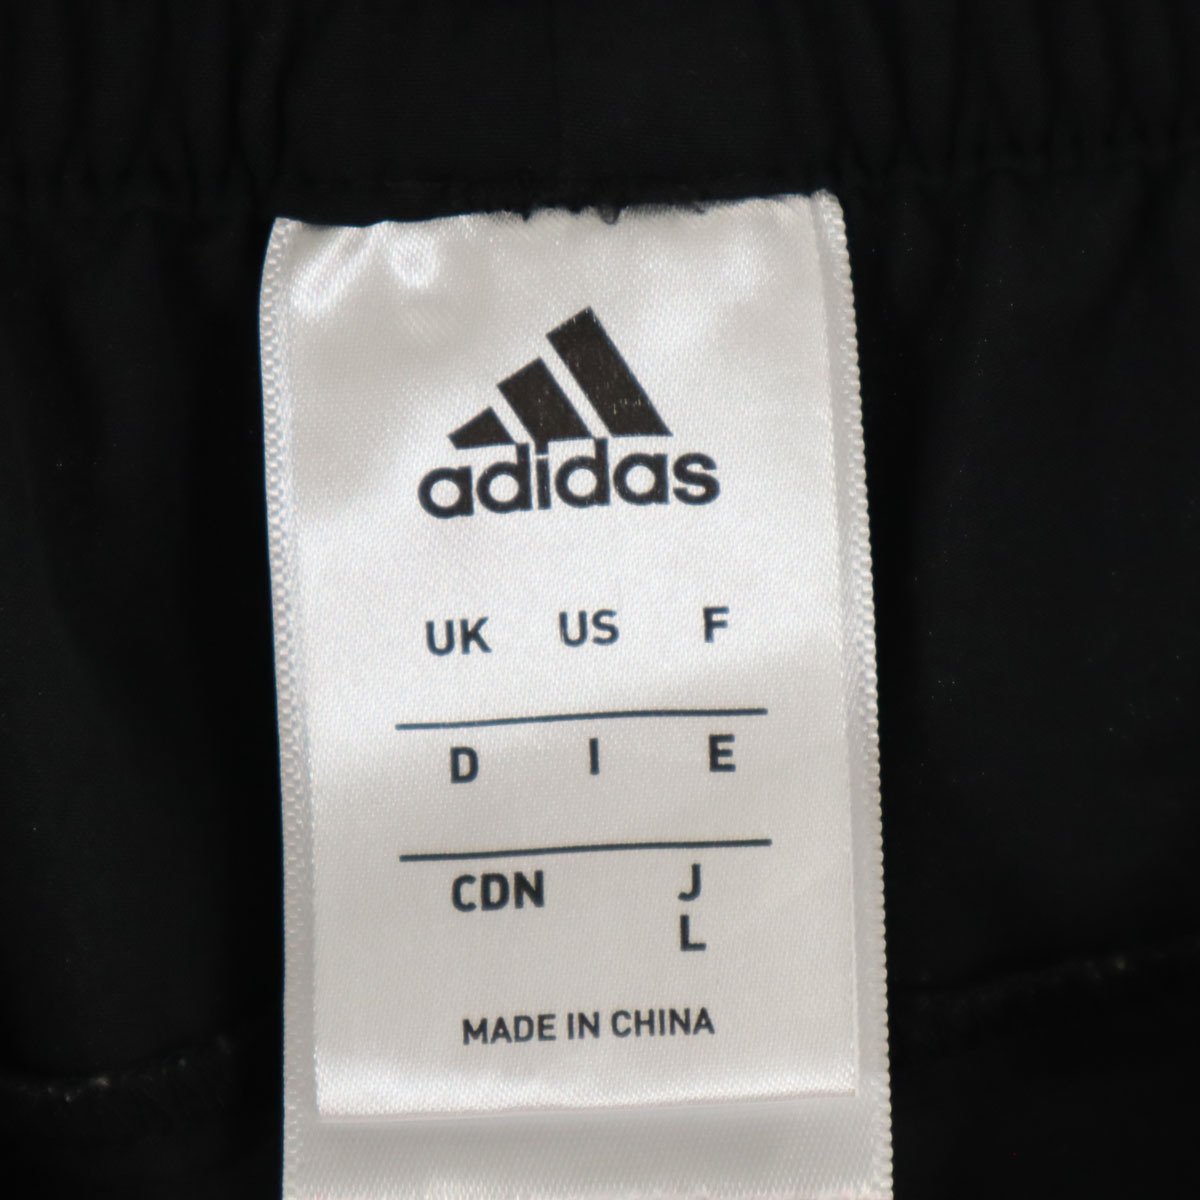 adidas
UK US F
D I E
CDN J
L
MADE IN CHINA